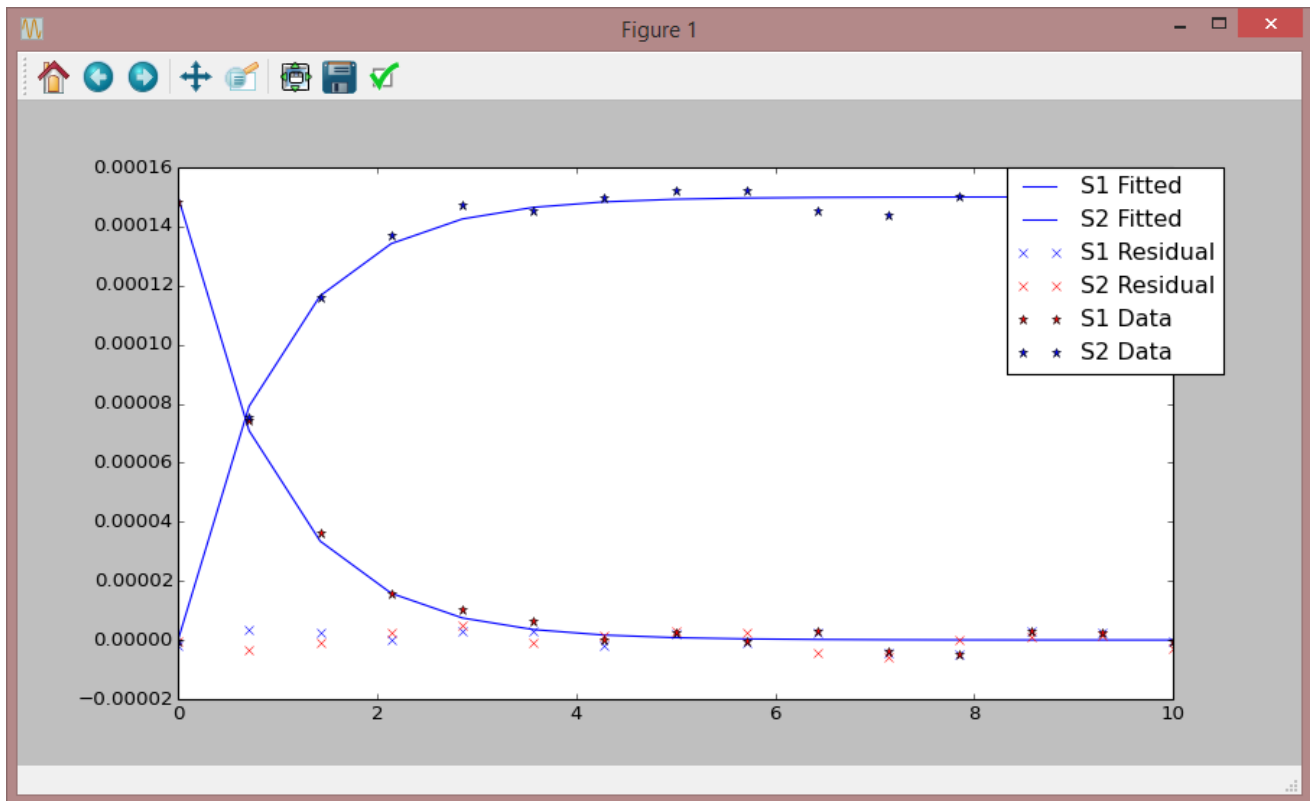 Figure 1
0.00016
0.00014
0.00012
0.00010
0.00008
0.00006
0.00004
0.00002
0.00000
−0.00002
0 2 4 6 8 10
S1 Fitted
S2 Fitted
S1 Residual
S2 Residual
S1 Data
S2 Data